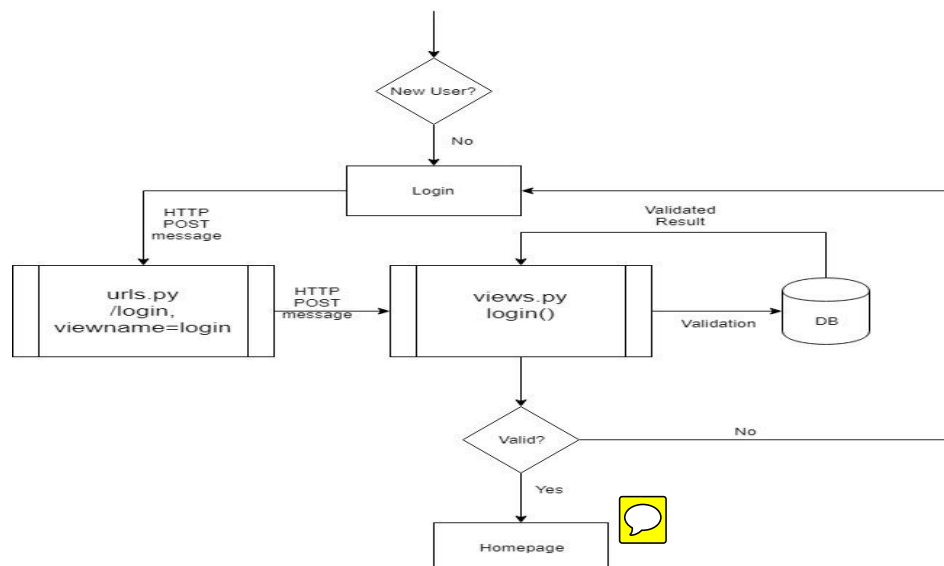 New User?
No
Login
HTTP
POST
message
Validated
Result
urls.py
/login,
viewname=login
HTTP
POST
message
views.py
login()
Validation
DB
Valid?
No
Yes
Homepage